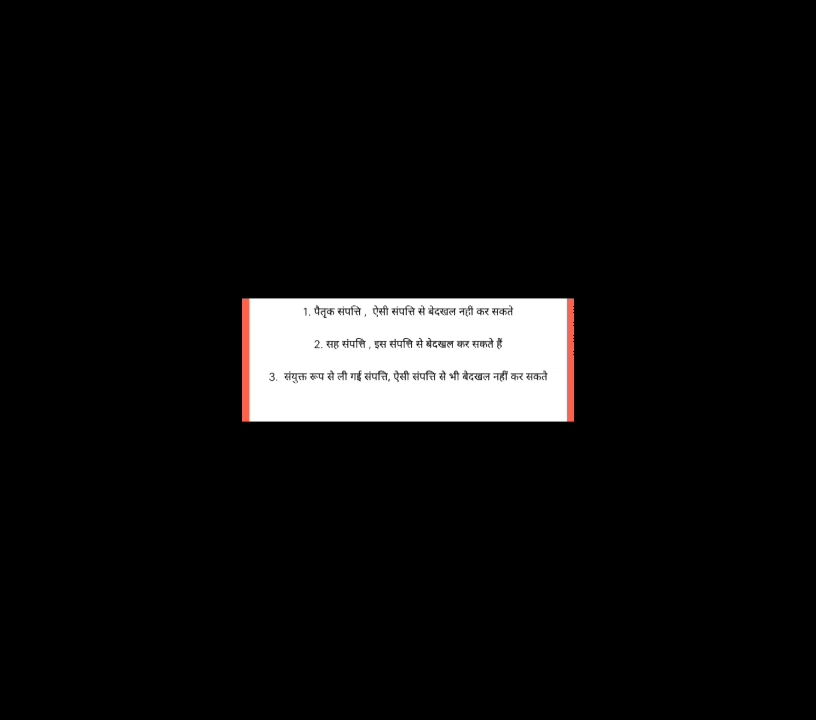 1. पैतृक संपत्ति , ऐसी संपत्ति से बेदखल नही कर सकते
2. सह संपत्ति , इस संपत्ति से बेदखल कर सकते हैं
3. संयुक्त रूप से ली गई संपत्ति, ऐसी संपत्ति से भी बेदखल नहीं कर सकते